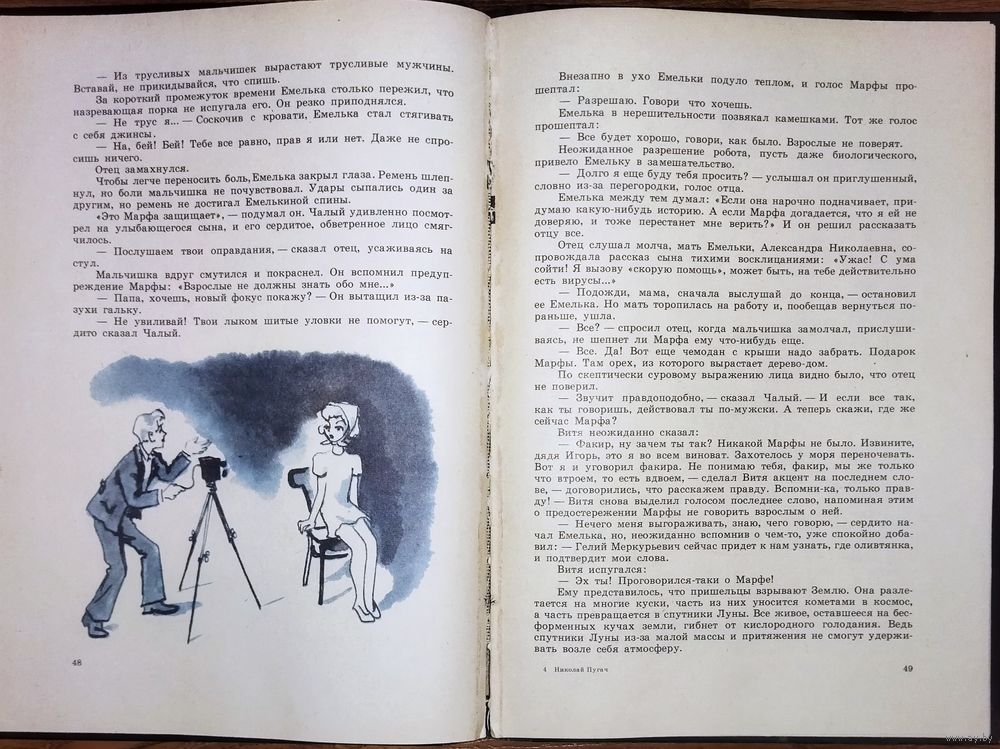 — Из трусливых мальчишек вырастают трусливые мужчины.
Вставай, не прикидывайся, что спишь.
За короткий промежуток времени Емелька столько пережил, что
назревающая порка не испугала его. Он резко приподнялся.
— Не трус я... — Соскочив с кровати, Емелька стал стягивать
с себя джинсы.
— На, бей! Бей! Тебе все равно, прав я или нет. Даже не спро-
сишь ничего.
Отец замахнулся.
Чтобы легче переносить боль, Емелька закрыл глаза. Ремень шлеп-
нул, но боли мальчишка не почувствовал. Удары сыпались один за
другим, но ремень не достигал Емелькиной спины.
«Это Марфа защищает», — подумал он. Чалый удивленно посмот-
рел на улыбающегося сына, и его сердитое, обветренное лицо смяг-
чилось.
— Послушаем твои оправдания, — сказал отец, усаживаясь на
стул.
Мальчишка вдруг смутился и покраснел. Он вспомнил предуп-
реждение Марфы: «Взрослые не должны знать обо мне...»
— Папа, хочешь, новый фокус покажу? — Он вытащил из-за па-
зухи гальку.
— Не увиливай! Твои лыком шитые уловки не помогут, — сер-
дито сказал Чалый.
48
Внезапно в ухо Емельки подуло теплом, и голос Марфы про-
шептал:
— Разрешаю. Говори что хочешь.
Емелька в нерешительности позвякал камешками. Тот же голос
прошептал:
— Все будет хорошо, говори, как было. Взрослые не поверят.
Неожиданное разрешение робота, пусть даже биологического,
привело Емельку в замешательство.
— Долго я еще буду тебя просить? — услышал он приглушенный,
словно из-за перегородки, голос отца.
Емелька между тем думал: «Если она нарочно подначивает, при-
думаю какую-нибудь историю. А если Марфа догадается, что я ей не
доверяю, и тоже перестанет мне верить?» И он решил рассказать
отцу все.
Отец слушал молча, мать Емельки, Александра Николаевна, со-
провождала рассказ сына тихими восклицаниями: «Ужас! С ума
сойти! Я вызову «скорую помощь», может быть, на тебе действительно
есть вирусы...»
— Подожди, мама, сначала выслушай до конца, — остановил
ее Емелька. Но мать торопилась на работу и, пообещав вернуться по-
раньше, ушла.
— Все? — спросил отец, когда мальчишка замолчал, прислуши-
ваясь, не шепнет ли Марфа ему что-нибудь еще.
— Все. Да! Вот еще чемодан с крыши надо забрать. Подарок
Марфы. Там орех, из которого вырастает дерево-дом.
По скептически суровому выражению лица видно было, что отец
не поверил.
— Звучит правдоподобно, — сказал Чалый. — И если все так,
как ты говоришь, действовал ты по-мужски. А теперь скажи, где же
сейчас Марфа?
Витя неожиданно сказал:
— Факир, ну зачем ты так? Никакой Марфы не было. Извините,
дядя Игорь, это я во всем виноват. Захотелось у моря переночевать.
Вот я и уговорил факира. Не понимаю тебя, факир, мы же только
что втроем, то есть вдвоем, — сделал Витя акцент на последнем сло-
ве, — договорились, что расскажем правду. Вспомни-ка, только прав-
ду! — Витя снова выделил голосом последнее слово, напоминая этим
о предостережении Марфы не говорить взрослым о ней.
— Нечего меня выгораживать, знаю, чего говорю, — сердито на-
чал Емелька, но, неожиданно вспомнив о чем-то, уже спокойно доба-
вил: — Гелий Меркурьевич сейчас придет к нам узнать, где оливтянка,
и подтвердит мои слова.
Витя испугался:
— Эх ты! Проговорился-таки о Марфе!
Ему представилось, что пришельцы взрывают Землю. Она разле-
тается на многие куски, часть из них уносится кометами в космос,
а часть превращается в спутники Луны. Все живое, оставшееся на бес-
форменных кучах земли, гибнет от кислородного голодания. Ведь
спутники Луны из-за малой массы и притяжения не смогут удержи-
вать возле себя атмосферу.
4 Николай Пугач
49
www.ay.by